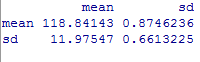 mean sd
mean 118.84143 0.8746236
sd 11.97547 0.6613225